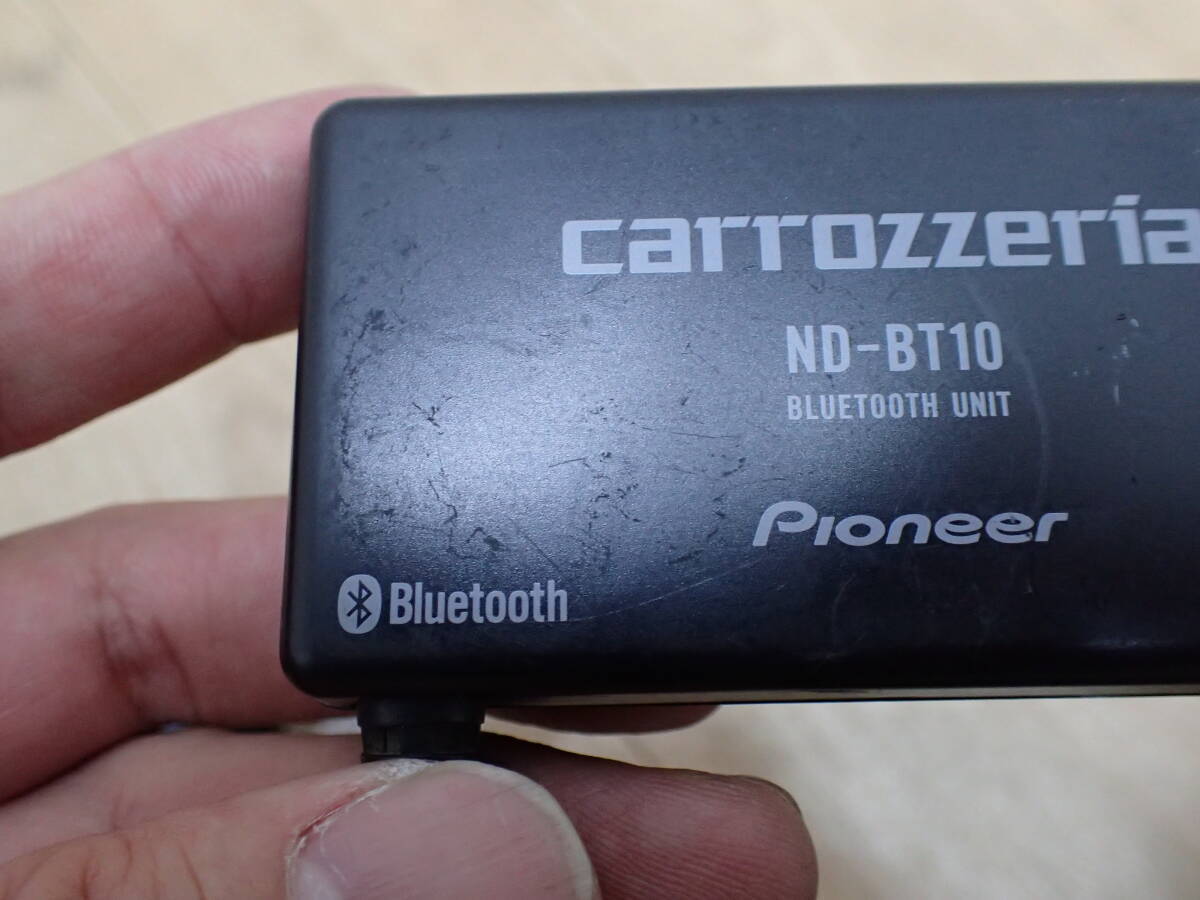 carrozzeria
ND-BT10
BLUETOOTH UNIT
Pioneer
Bluetooth